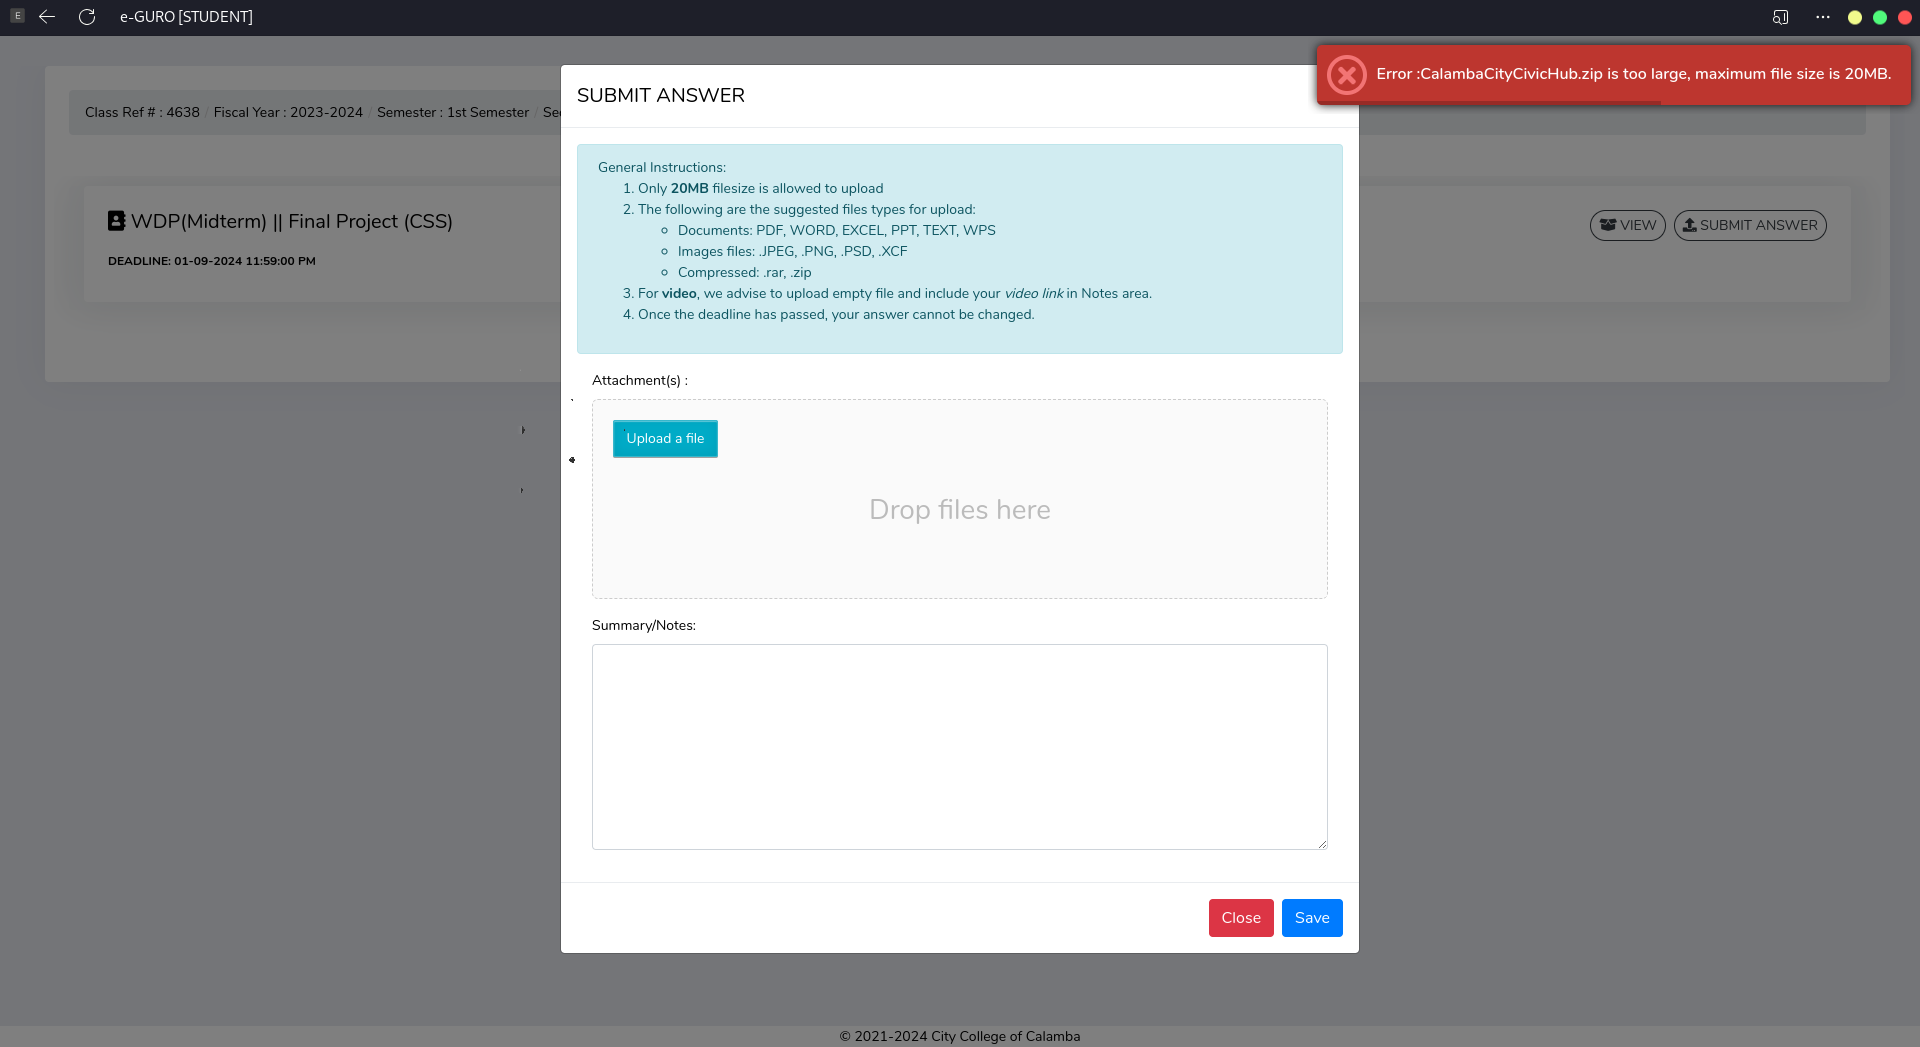 E
e-GURO [STUDENT]
Error :CalambaCityCivicHub.zip is too large, maximum file size is 20MB.
SUBMIT ANSWER
Class Ref # : 4638 / Fiscal Year : 2023-2024 / Semester : 1st Semester / Se
General Instructions:
1. Only 20MB filesize is allowed to upload
2. The following are the suggested files types for upload:
Documents: PDF, WORD, EXCEL, PPT, TEXT, WPS
Images files: .JPEG, .PNG, .PSD, .XCF
Compressed: .rar, .zip
3. For video, we advise to upload empty file and include your video link in Notes area.
4. Once the deadline has passed, your answer cannot be changed.
WDP(Midterm) || Final Project (CSS)
DEADLINE: 01-09-2024 11:59:00 PM
VIEW
SUBMIT ANSWER
Attachment(s) :
Upload a file
Drop files here
Summary/Notes:
Close
Save
© 2021-2024 City College of Calamba